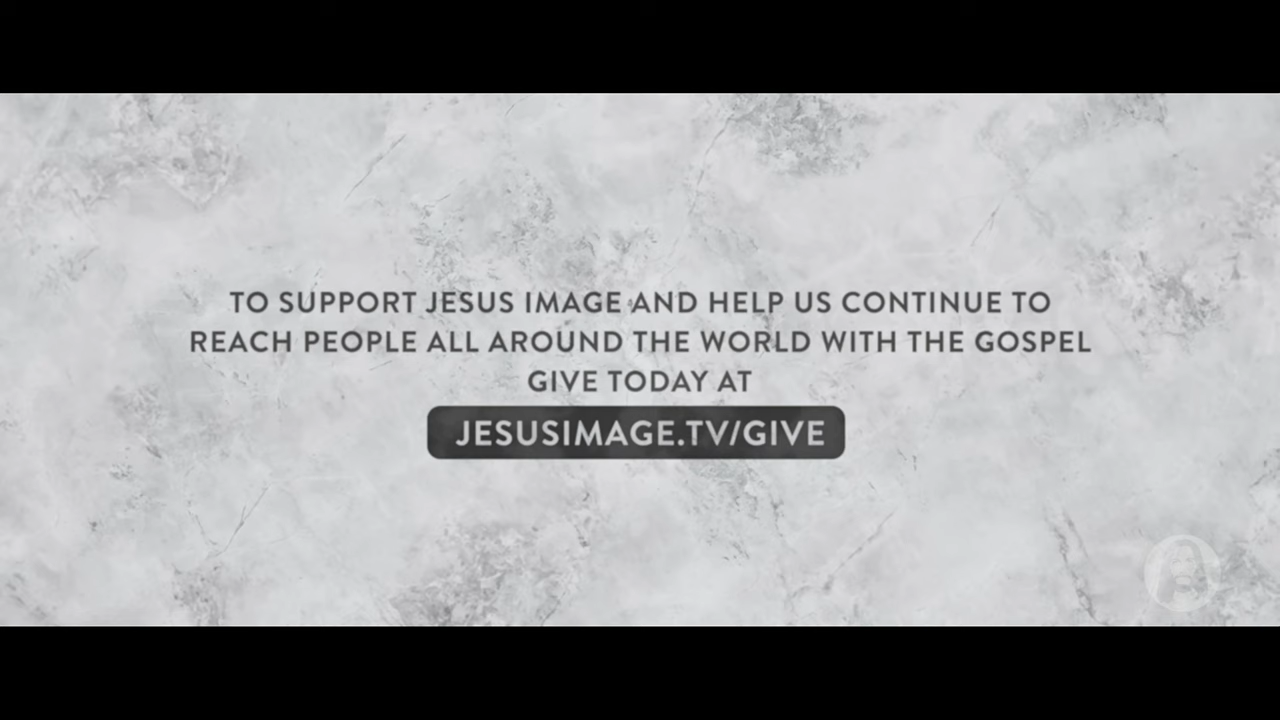 TO SUPPORT JESUS IMAGE AND HELP US CONTINUE TO
REACH PEOPLE ALL AROUND THE WORLD WITH THE GOSPEL
GIVE TODAY AT
JESUSIMAGE.TV/GIVE